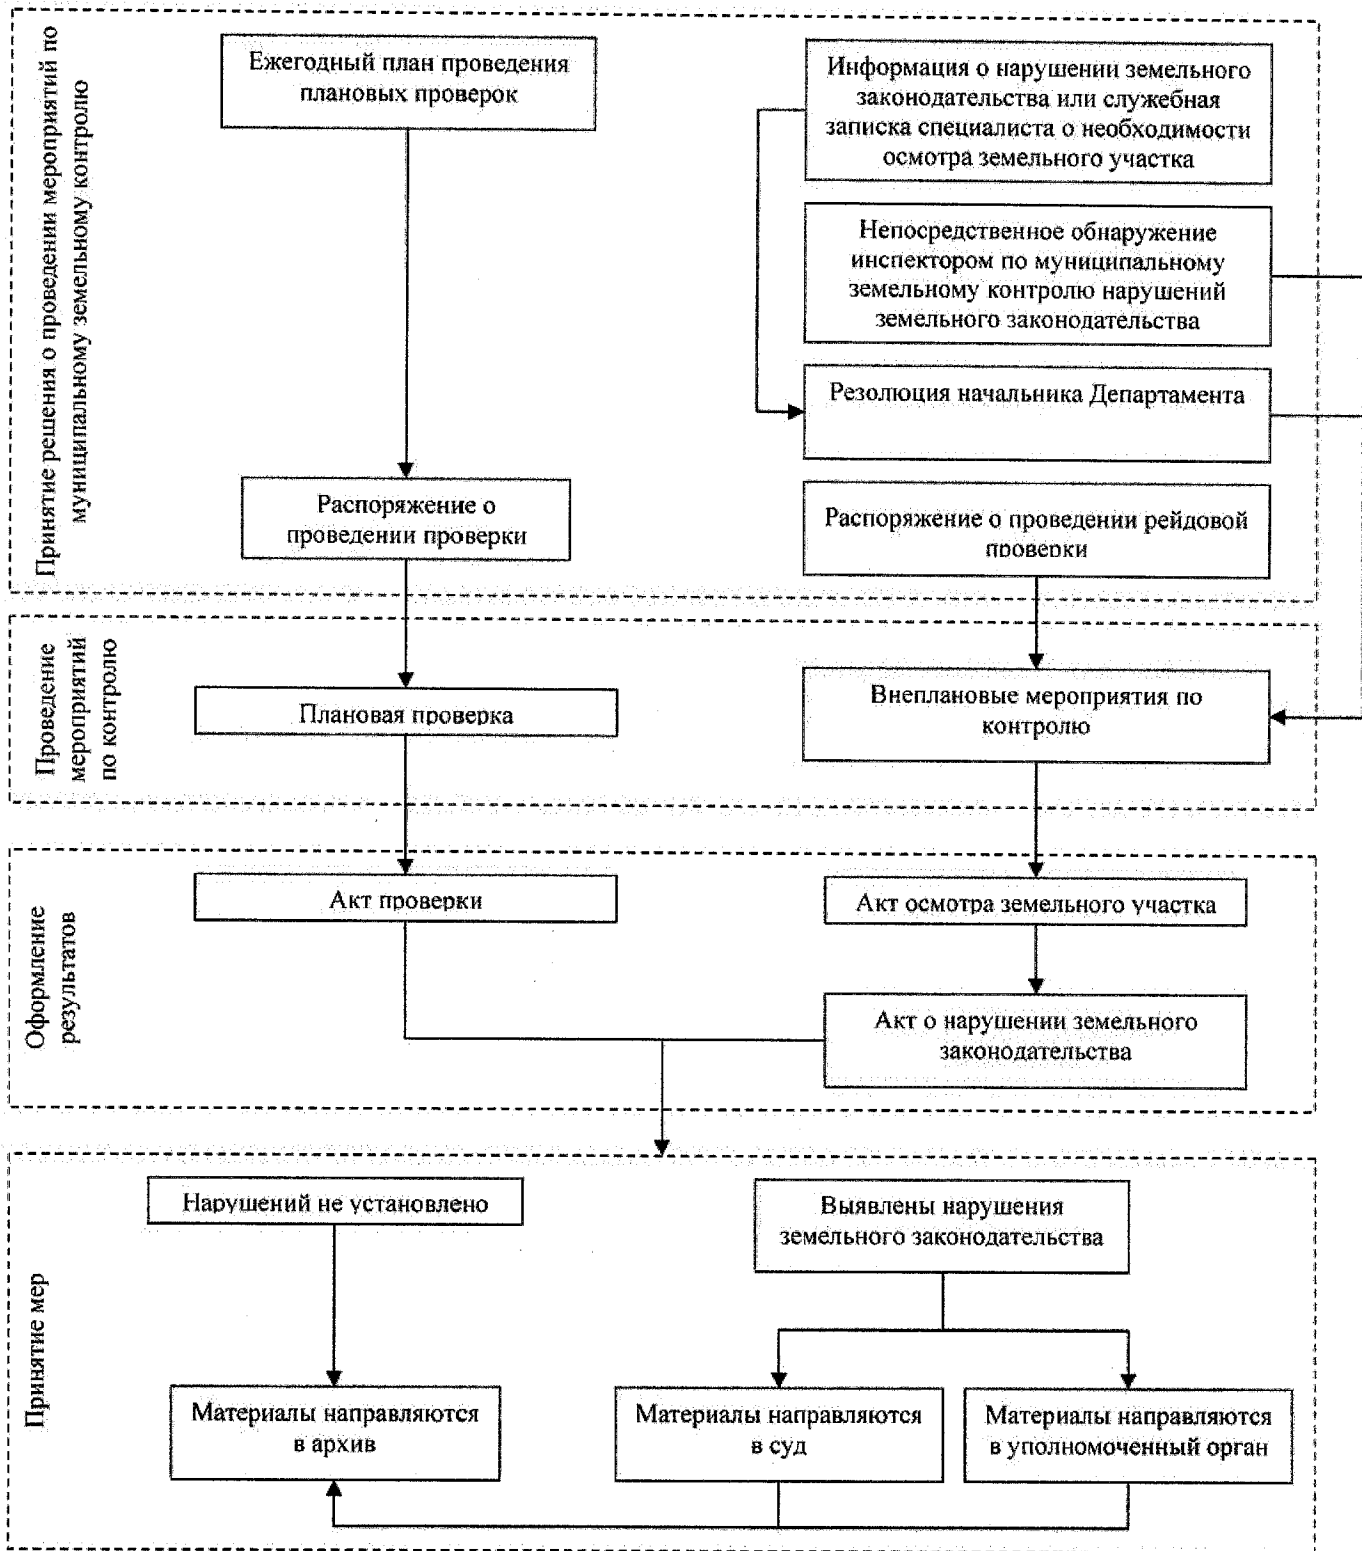 Принятие решения о проведении мероприятий по
муниципальному земельному контролю
Ежегодный план проведения
плановых проверок
Информация о нарушении земельного
законодательства или служебная
записка специалиста о необходимости
осмотра земельного участка
Непосредственное обнаружение
инспектором по муниципальному
земельному контролю нарушений
земельного законодательства
Резолюция начальника Департамента
Распоряжение о
проведении проверки
Распоряжение о проведении рейдовой
проверки
Проведение
мероприятий
по контролю
Плановая проверка
Внеплановые мероприятия по
контролю
Оформление
результатов
Акт проверки
Акт осмотра земельного участка
Акт о нарушении земельного
законодательства
Принятие мер
Нарушений не установлено
Выявлены нарушения
земельного законодательства
Материалы направляются
в архив
Материалы направляются
в суд
Материалы направляются
в уполномоченный орган